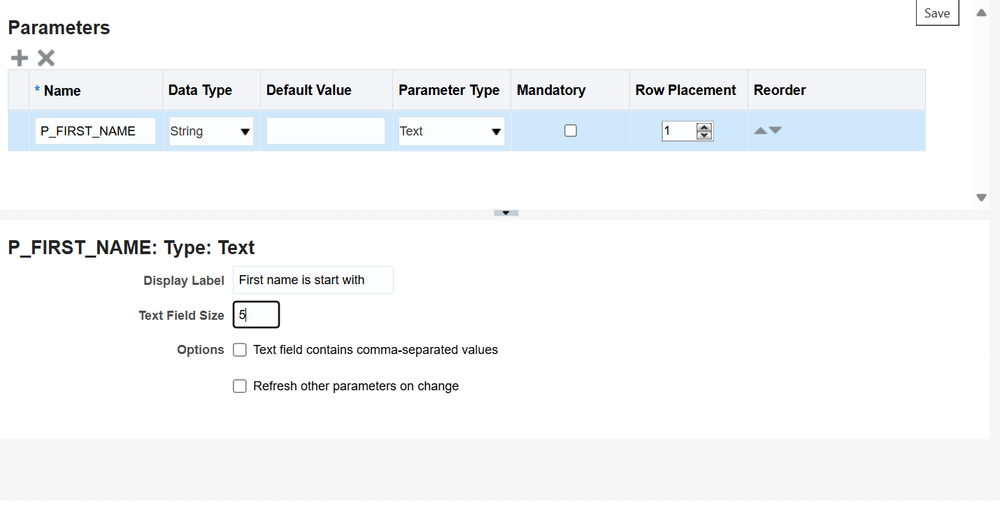 Save
Parameters
* Name Data Type Default Value Parameter Type Mandatory Row Placement Reorder
P_FIRST_NAME String Text 1
P_FIRST_NAME: Type: Text
Display Label First name is start with
Text Field Size 5
Options Text field contains comma-separated values
Refresh other parameters on change